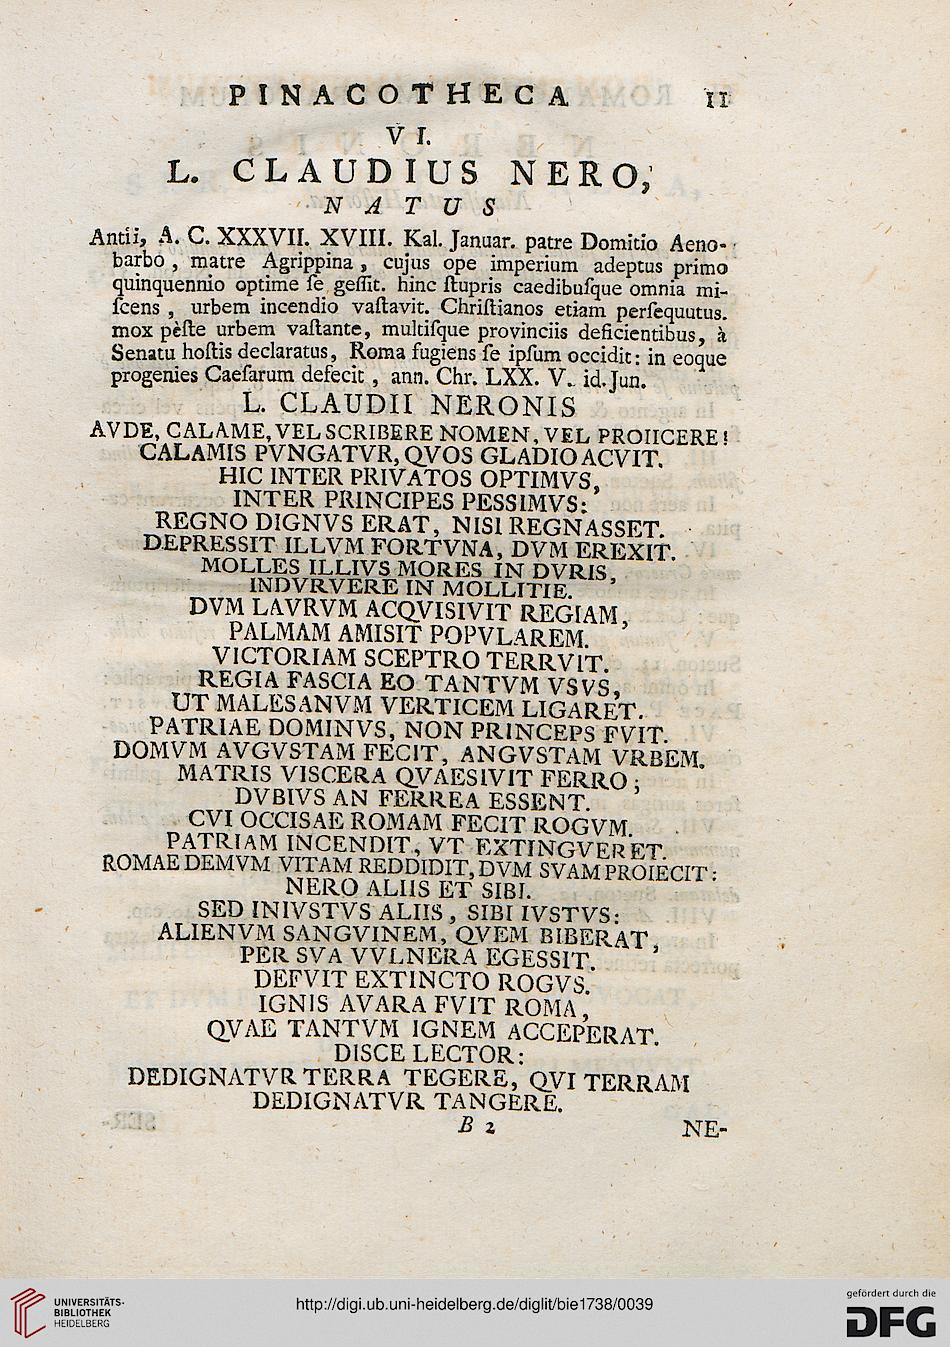 PINACOTHECA 11
VI.
L. CLAUDIUS NERO,
NATUS
Antii, A. C. XXXVII. XVIII. Kal. Januar. patre Domitio Aeno-
barbo, matre Agrippina, cujus ope imperium adeptus primo
quinquennio optime ſe geſſit. hinc ſtupris caedibuſque omnia mi-
ſcens, urbem incendio vaſtavit. Chriſtianos etiam perſequutus.
mox pèſte urbem vaſtante, multiſque provinciis deficientibus, à
Senatu hoſtis declaratus, Roma fugiens ſe ipſum occidit: in eoque
progenies Caeſarum defecit, ann. Chr. LXX. V. id. Jun.
L. CLAUDII NERONIS
AVDE, CALAME, VEL SCRIBERE NOMEN, VEL PROIICERE!
CALAMIS PVNGATVR, QVOS GLADIO ACVIT.
HIC INTER PRIVATOS OPTIMVS,
INTER PRINCIPES PESSIMVS:
REGNO DIGNVS ERAT, NISI REGNASSET.
DEPRESSIT ILLVM FORTVNA, DVM EREXIT.
MOLLES ILLIVS MORES IN DVRIS,
INDVRVERE IN MOLLITIE.
DVM LAVRVM ACQVISIVIT REGIAM,
PALMAM AMISIT POPVLAREM.
VICTORIAM SCEPTRO TERRVIT.
REGIA FASCIA EO TANTVM VSVS,
UT MALESANVM VERTICEM LIGARET.
PATRIAE DOMINVS, NON PRINCEPS FVIT.
DOMVM AVGVSTAM FECIT, ANGVSTAM VRBEM.
MATRIS VISCERA QVAESIVIT FERRO;
DVBIVS AN FERREA ESSENT.
CVI OCCISAE ROMAM FECIT ROGVM.
PATRIAM INCENDIT, VT EXTINGVERET.
ROMAE DEMVM VITAM REDDIDIT, DVM SVAM PROIECIT:
NERO ALIIS ET SIBI.
SED INIVSTVS ALIIS, SIBI IVSTVS:
ALIENVM SANGVINEM, QVEM BIBERAT,
PER SVA VVLNERA EGESSIT.
DEFVIT EXTINCTO ROGVS.
IGNIS AVARA FVIT ROMA,
QVAE TANTVM IGNEM ACCEPERAT.
DISCE LECTOR:
DEDIGNATVR TERRA TEGERE, QVI TERRAM
DEDIGNATVR TANGERE.
B 2 NE-
UNIVERSITÄTS-
BIBLIOTHEK
HEIDELBERG
http://digi.ub.uni-heidelberg.de/diglit/bie1738/0039
gefördert durch die
DFG